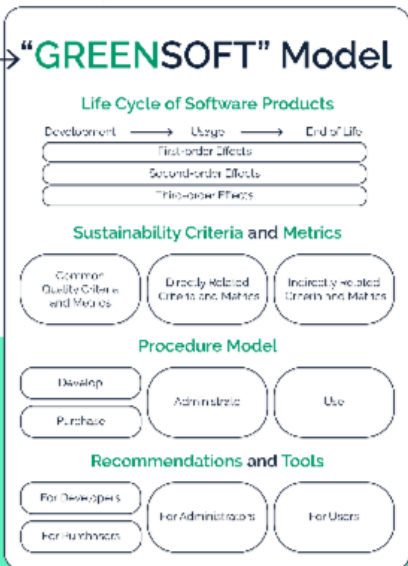 “GREENSOFT” Model
Life Cycle of Software Products
Development → Usage → End of Life
First-order Effects
Second-order Effects
Third-order Effects
Sustainability Criteria and Metrics
Common
Quality Criteria
and Metrics
Directly Related
Criteria and Metrics
Indirectly Related
Criteria and Metrics
Procedure Model
Develop
Purchase
Administrate
Use
Recommendations and Tools
For Developers
For Purchasers
For Administrators
For Users